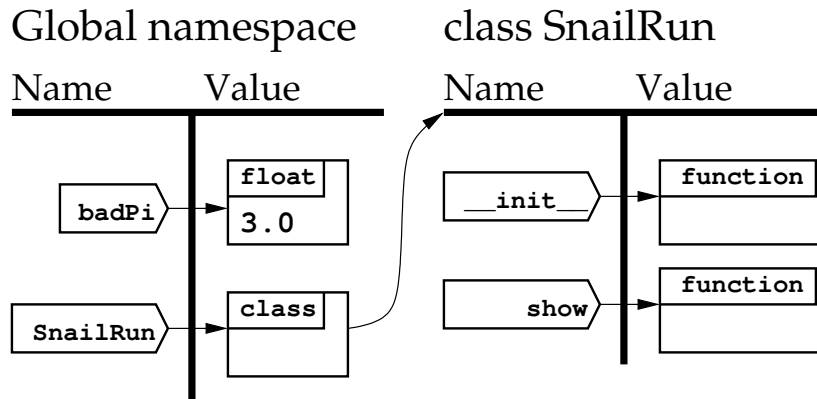 Global namespace
Name Value
badPi float
3.0
SnailRun class
class SnailRun
Name Value
__init__ function
show function